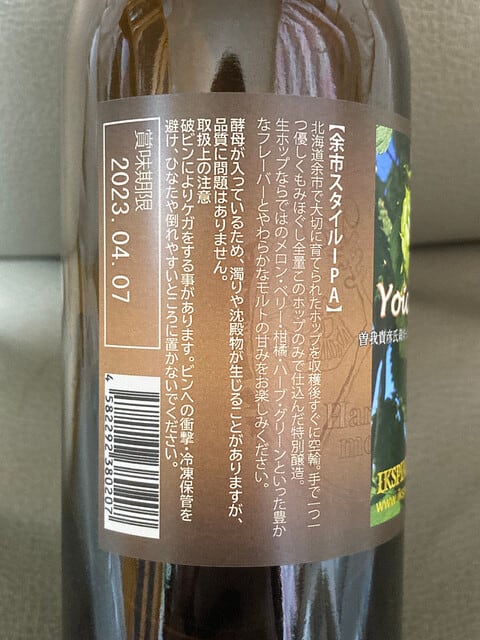 【余市スタイルーPA】
北海道余市で大切に育てられたホップを収穫後すぐに空輸。手で一つ一
つ優しくもみほぐし全量このホップのみで仕込んだ特別醸造。
生ホップならではのメロン・ベリー・柑橘・ハーブ・グリーンといった豊か
なフレーバーとやわらかなモルトの甘みをお楽しみください。
酵母が入っているため、濁りや沈殿物が生じることがありますが、
品質に問題はありません。
取扱上の注意
破ビンによりケガをする事があります。ビンへの衝撃・冷凍保管を
避け、ひなたや倒れやすいところに置かないでください。
賞味期限
2023. 04. 07
4 582292 380207
You
曽我貴彦氏
Har
mo
IKSP
www.iks